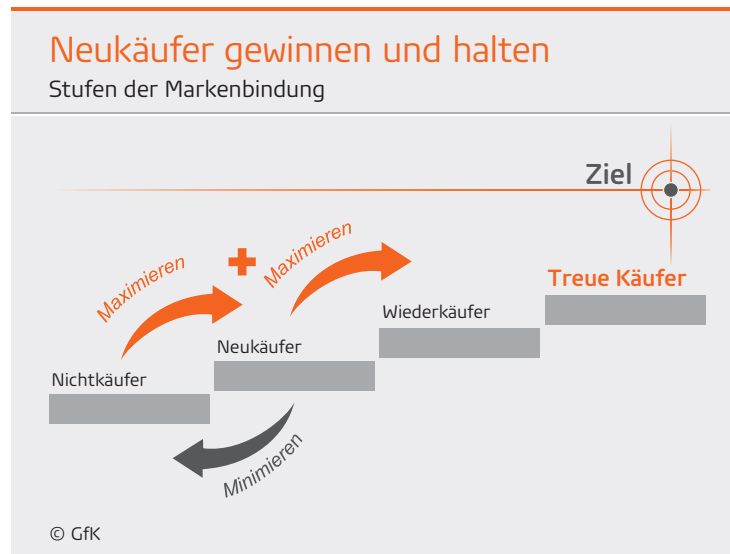 Neukäufer gewinnen und halten
Stufen der Markenbindung
Ziel
Maximieren
Maximieren
Treue Käufer
Wiederkäufer
Neukäufer
Nichtkäufer
Minimieren
© GfK